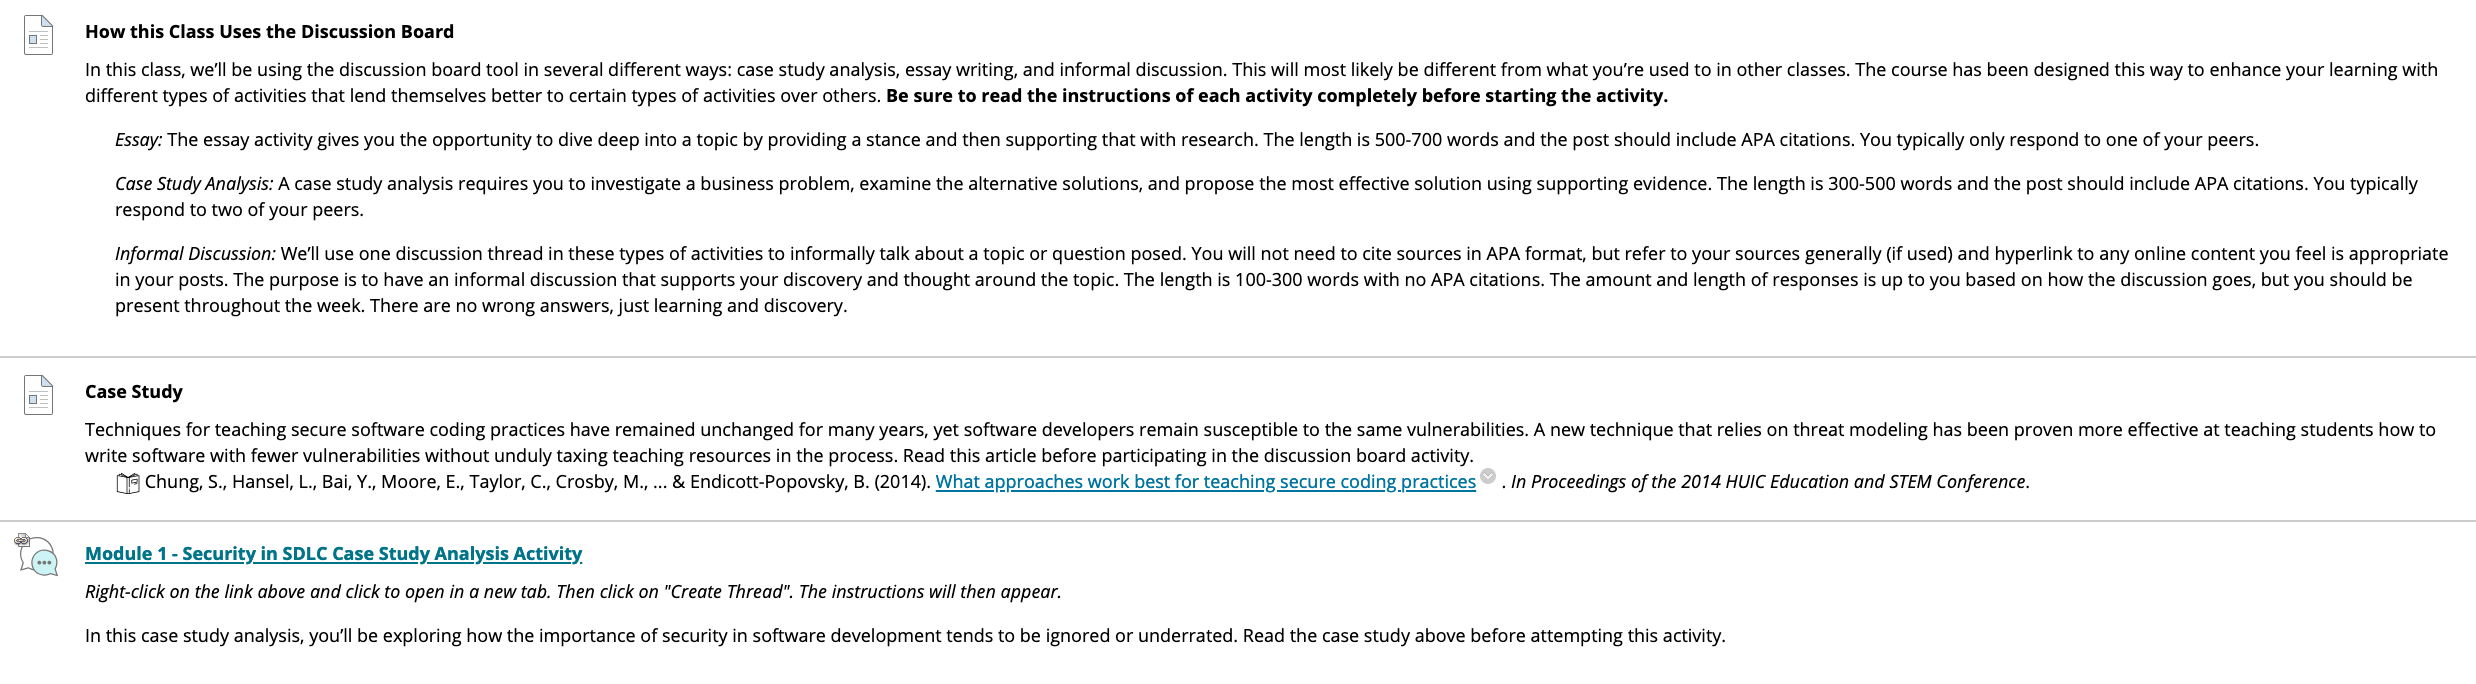 How this Class Uses the Discussion Board
In this class, we’ll be using the discussion board tool in several different ways: case study analysis, essay writing, and informal discussion. This will most likely be different from what you’re used to in other classes. The course has been designed this way to enhance your learning with
different types of activities that lend themselves better to certain types of activities over others. Be sure to read the instructions of each activity completely before starting the activity.
Essay: The essay activity gives you the opportunity to dive deep into a topic by providing a stance and then supporting that with research. The length is 500-700 words and the post should include APA citations. You typically only respond to one of your peers.
Case Study Analysis: A case study analysis requires you to investigate a business problem, examine the alternative solutions, and propose the most effective solution using supporting evidence. The length is 300-500 words and the post should include APA citations. You typically
respond to two of your peers.
Informal Discussion: We’ll use one discussion thread in these types of activities to informally talk about a topic or question posed. You will not need to cite sources in APA format, but refer to your sources generally (if used) and hyperlink to any online content you feel is appropriate
in your posts. The purpose is to have an informal discussion that supports your discovery and thought around the topic. The length is 100-300 words with no APA citations. The amount and length of responses is up to you based on how the discussion goes, but you should be
present throughout the week. There are no wrong answers, just learning and discovery.
Case Study
Techniques for teaching secure software coding practices have remained unchanged for many years, yet software developers remain susceptible to the same vulnerabilities. A new technique that relies on threat modeling has been proven more effective at teaching students how to
write software with fewer vulnerabilities without unduly taxing teaching resources in the process. Read this article before participating in the discussion board activity.
Chung, S., Hansel, L., Bai, Y., Moore, E., Taylor, C., Crosby, M., ... & Endicott-Popovsky, B. (2014). What approaches work best for teaching secure coding practices . In Proceedings of the 2014 HUIC Education and STEM Conference.
Module 1 - Security in SDLC Case Study Analysis Activity
Right-click on the link above and click to open in a new tab. Then click on "Create Thread". The instructions will then appear.
In this case study analysis, you’ll be exploring how the importance of security in software development tends to be ignored or underrated. Read the case study above before attempting this activity.